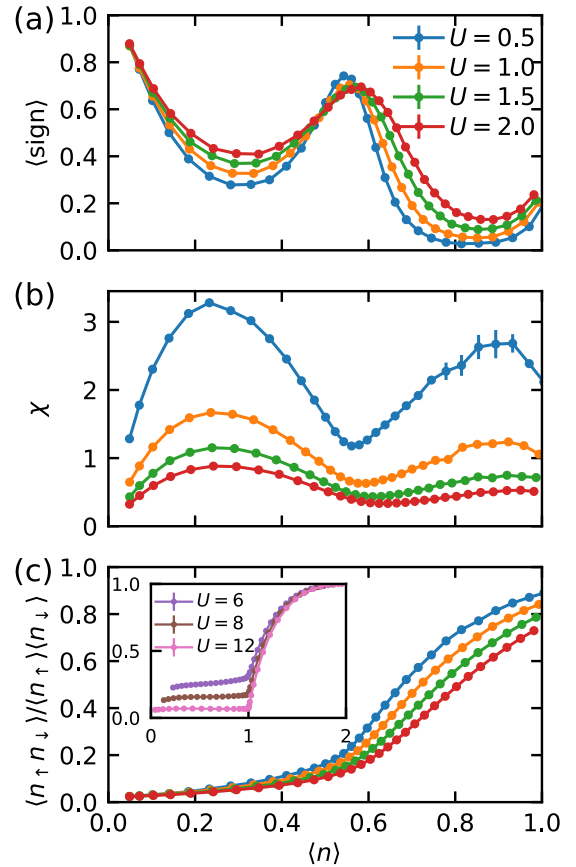 (a)
⟨sign⟩
1.0
0.8
0.6
0.4
0.2
0.0
U = 0.5
U = 1.0
U = 1.5
U = 2.0
(b)
χ
3
2
1
0
(c)
⟨n↑n↓⟩/⟨n↑⟩⟨n↓⟩
1.0
0.8
0.6
0.4
0.2
0.0
1.0
0.5
0.0
U = 6
U = 8
U = 12
0 1 2
0.0 0.2 0.4 0.6 0.8 1.0
⟨n⟩